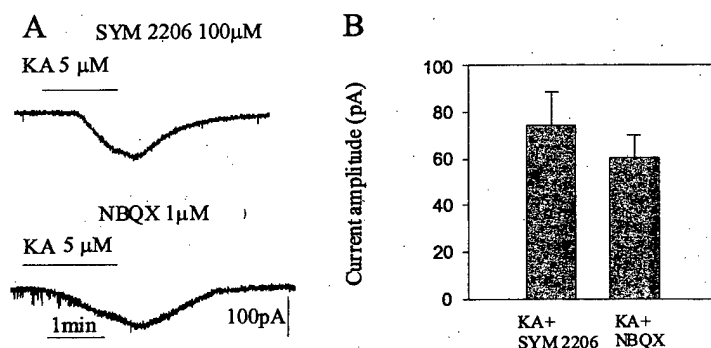 A
SYM 2206 100µM
KA 5 µM
NBQX 1µM
KA 5 µM
1min
100pA
B
Current amplitude (pA)
100
80
60
40
20
0
KA+
SYM 2206
KA+
NBQX